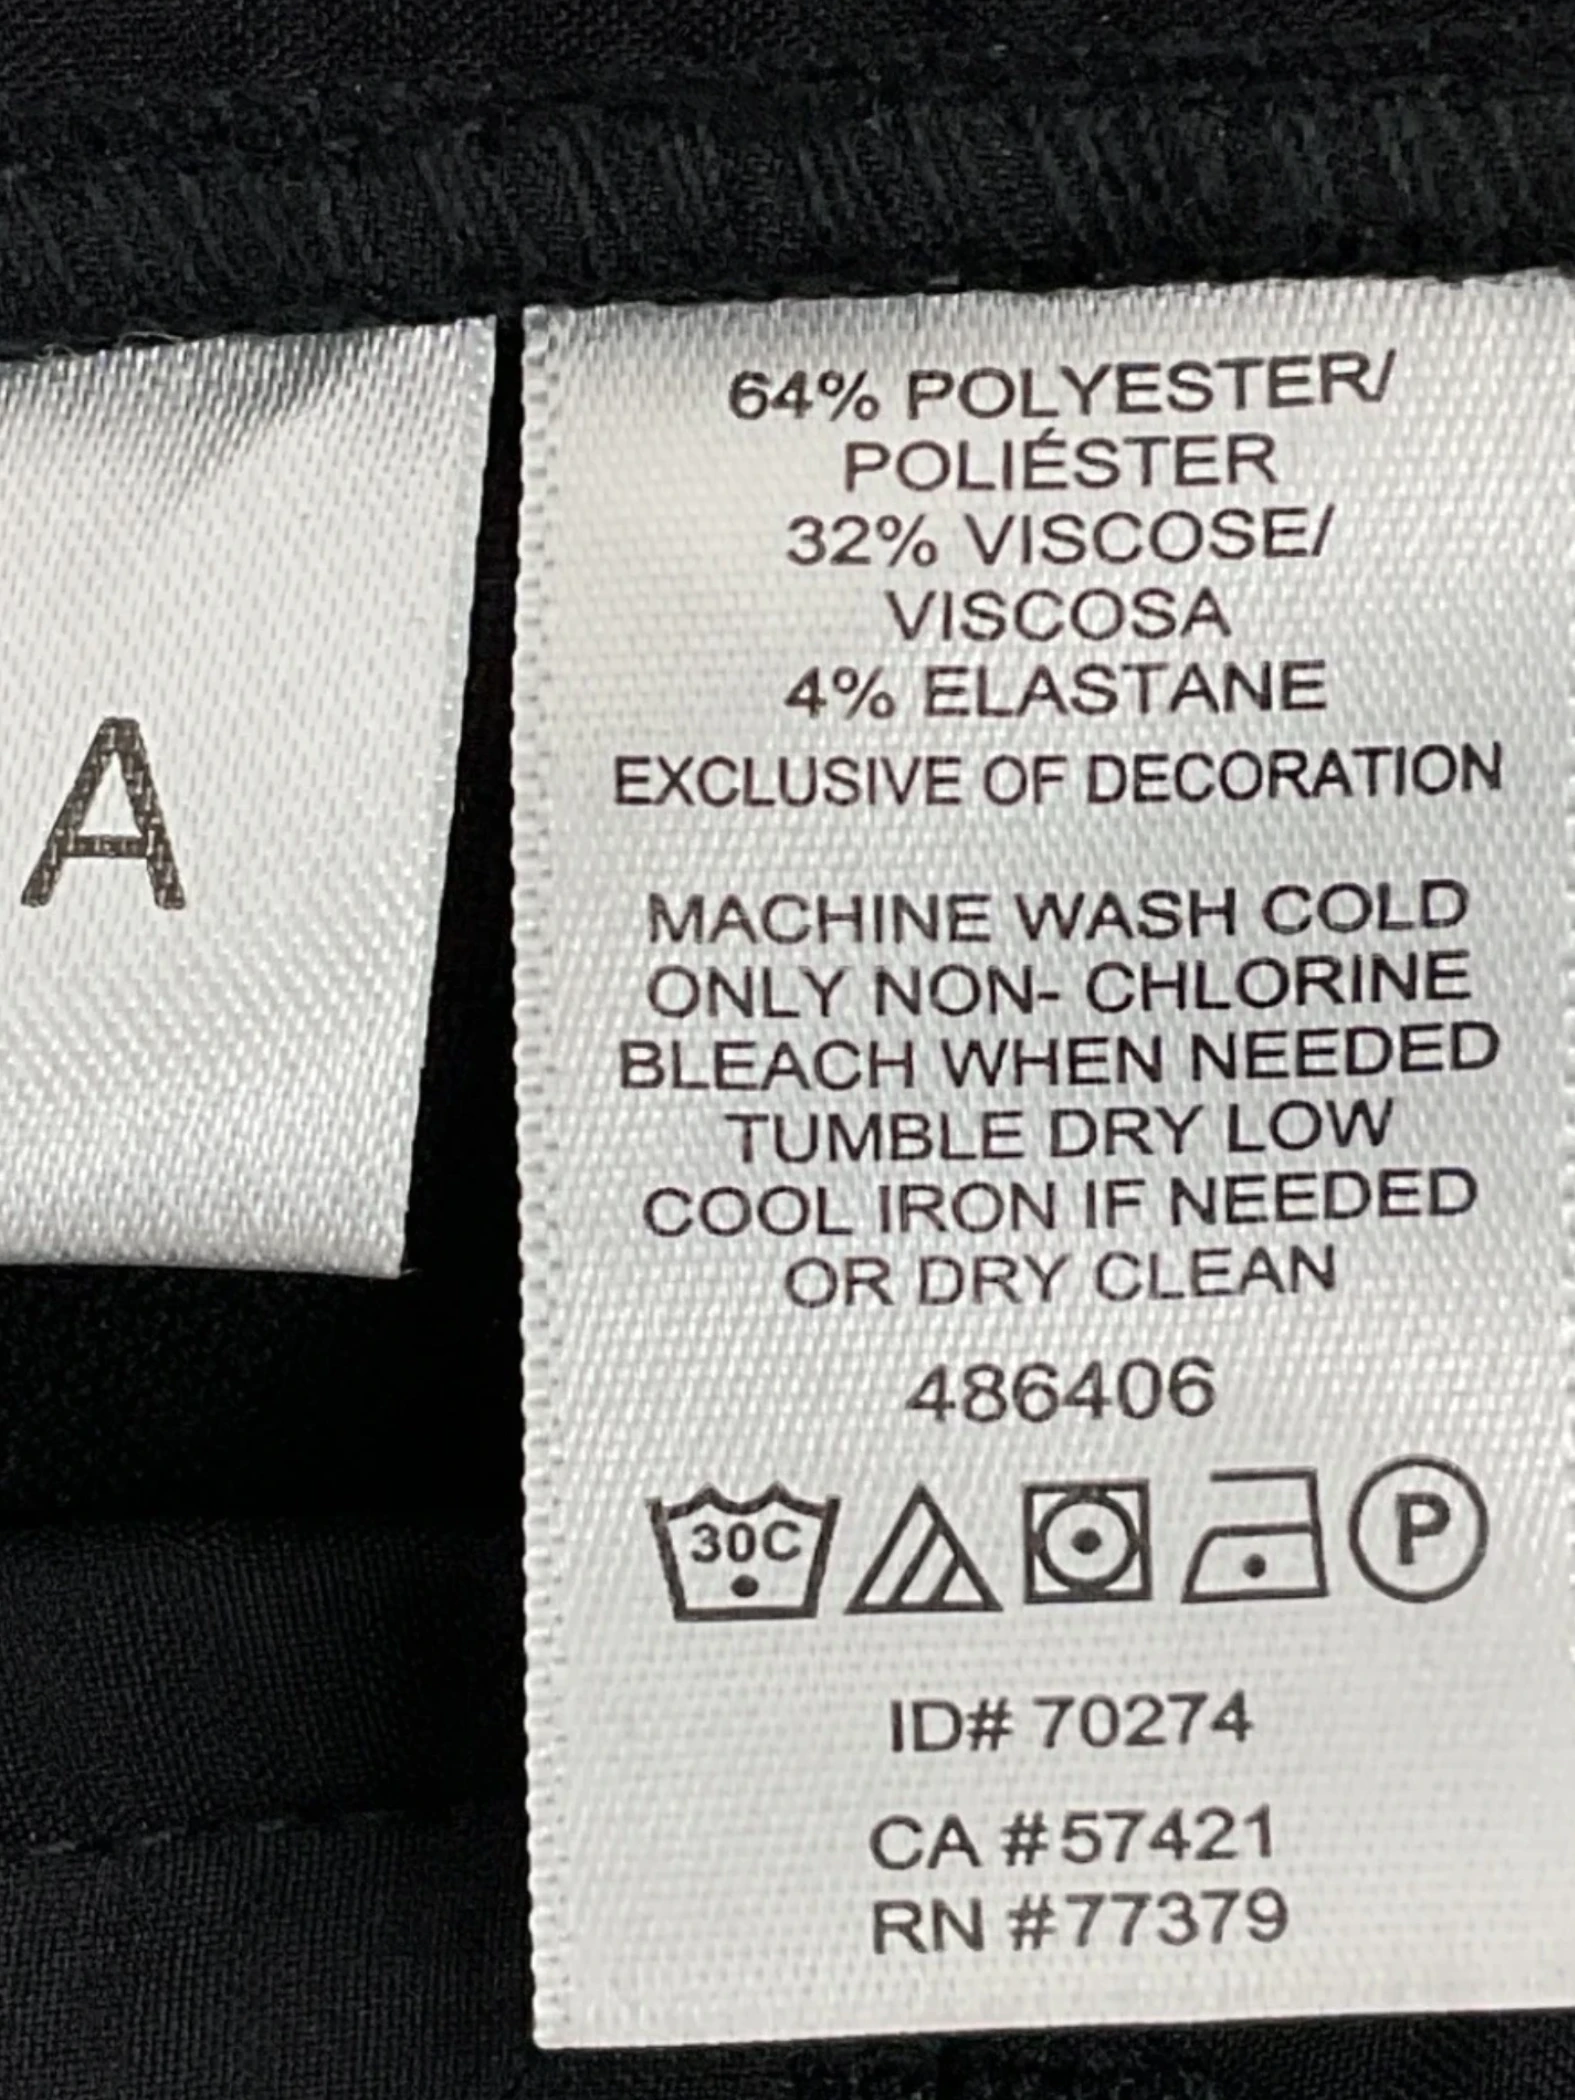 A
64% POLYESTER/
POLIÉSTER
32% VISCOSE/
VISCOSA
4% ELASTANE
EXCLUSIVE OF DECORATION
MACHINE WASH COLD
ONLY NON- CHLORINE
BLEACH WHEN NEEDED
TUMBLE DRY LOW
COOL IRON IF NEEDED
OR DRY CLEAN
486406
30C P
ID# 70274
CA #57421
RN #77379